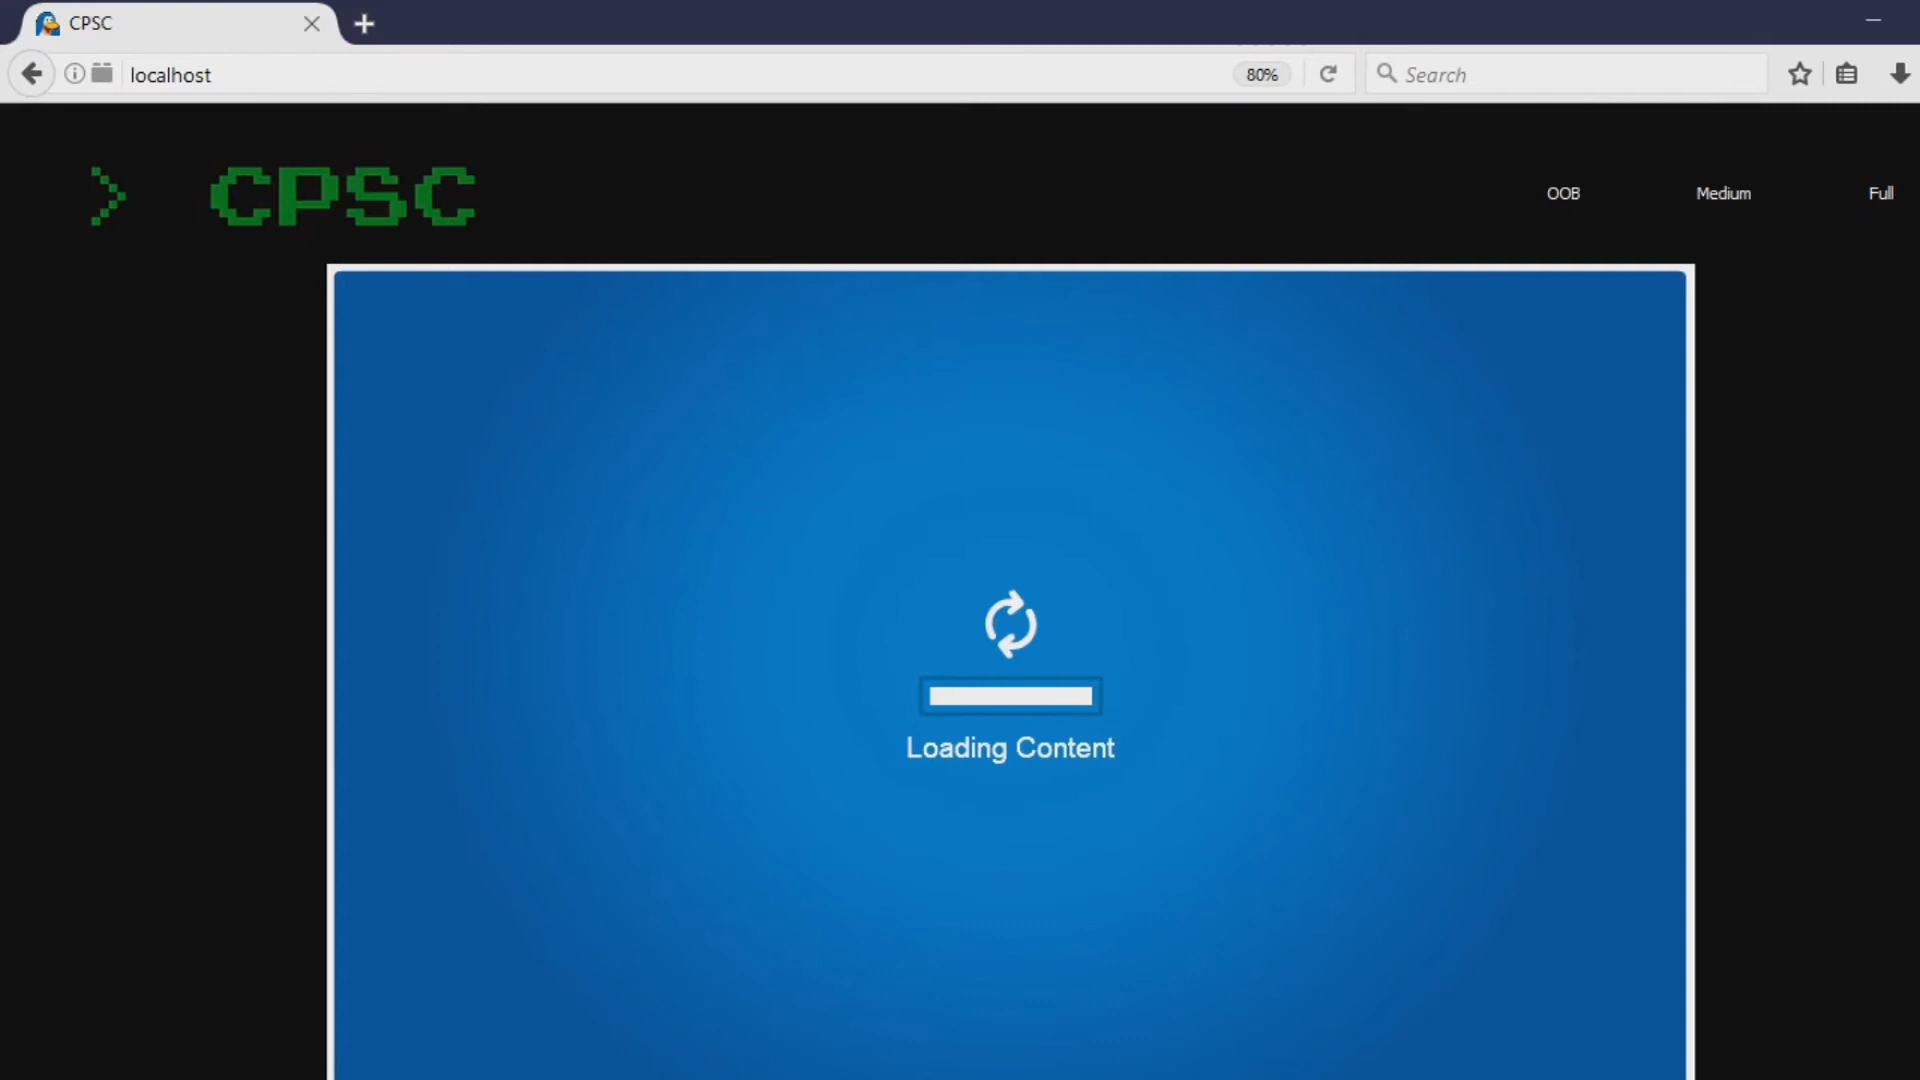 CPSC
localhost
80%
Search
> CPSC
OOB
Medium
Full
Loading Content